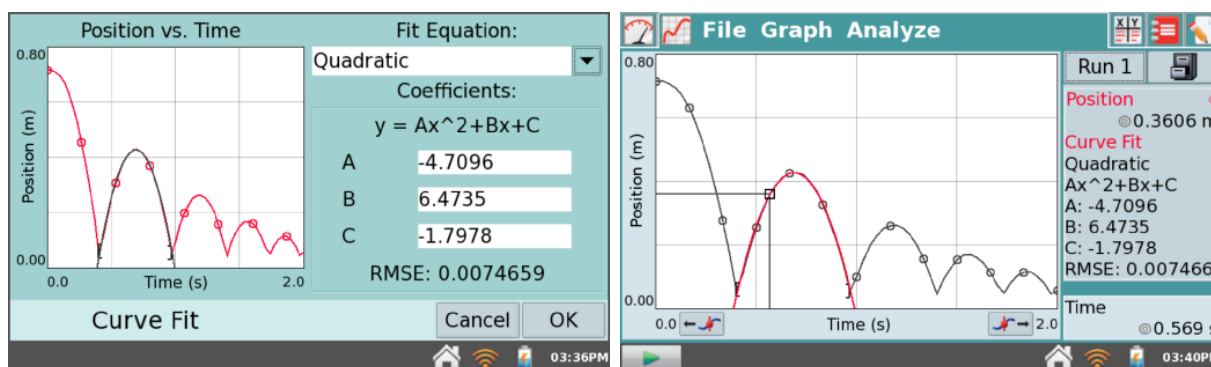 Position vs. Time
0.80
Position (m)
0.00
0.0
Time (s)
2.0
Fit Equation:
Quadratic
Coefficients:
y = Ax^2+Bx+C
A -4.7096
B 6.4735
C -1.7978
RMSE: 0.0074659
Curve Fit
Cancel
OK
03:36PM
File Graph Analyze
X Y
0.80
Position (m)
0.00
0.0
Time (s)
2.0
Run 1
Position
0.3606 m
Curve Fit
Quadratic
Ax^2+Bx+C
A: -4.7096
B: 6.4735
C: -1.7978
RMSE: 0.007466
Time
0.569 s
03:40PM